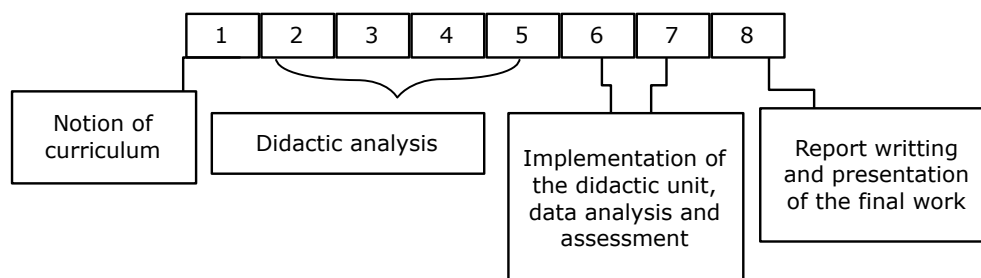 1 2 3 4 5 6 7 8
Notion of
curriculum
Didactic analysis
Implementation of
the didactic unit,
data analysis and
assessment
Report writting
and presentation
of the final work